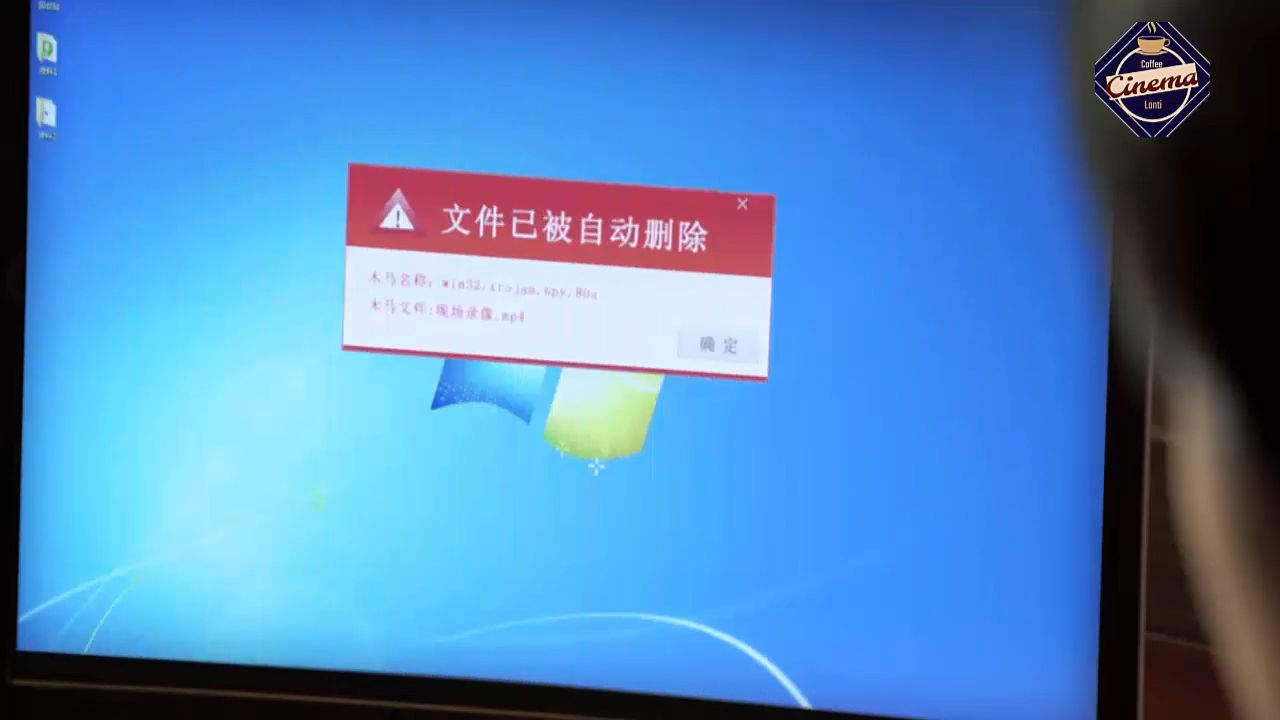 Coffee
Cinema
Lanti
文件已被自动删除
木马名称：win32.trojan.spy.80a
木马文件:现场录像.mp4
确定